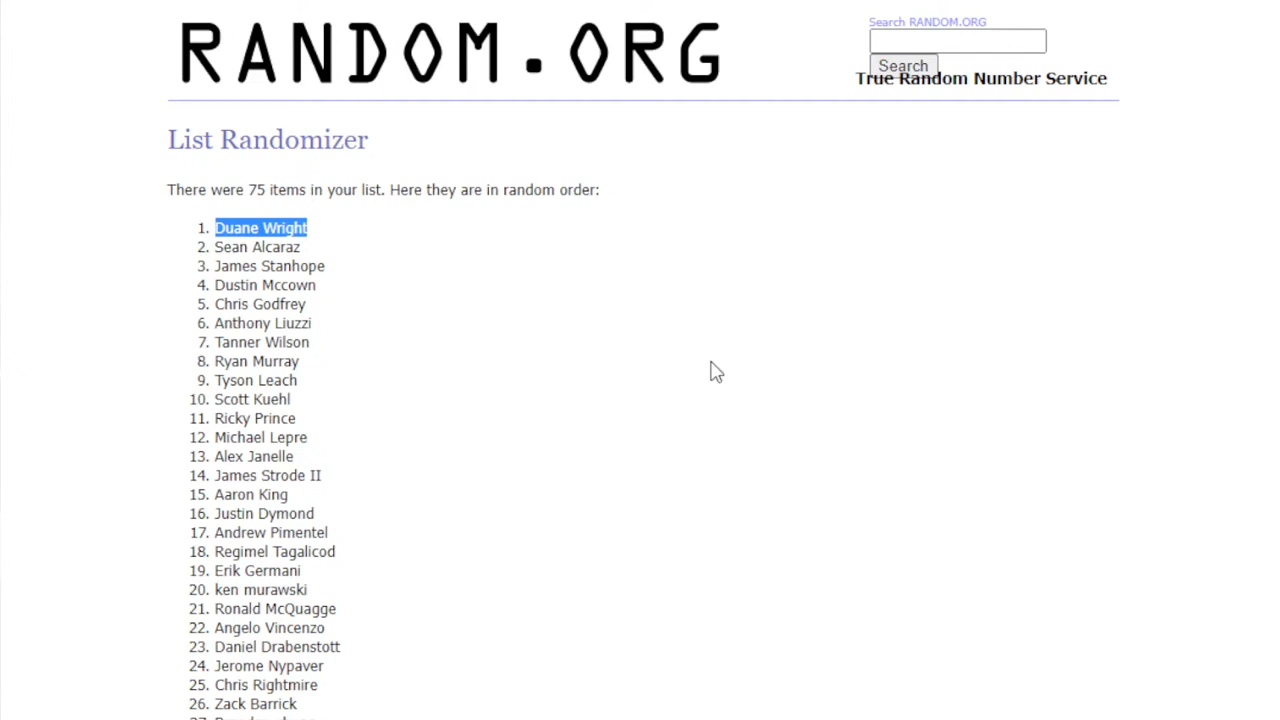 RANDOM.ORG
Search RANDOM.ORG
Search
True Random Number Service
List Randomizer
There were 75 items in your list. Here they are in random order:
1. Duane Wright
2. Sean Alcaraz
3. James Stanhope
4. Dustin Mccown
5. Chris Godfrey
6. Anthony Liuzzi
7. Tanner Wilson
8. Ryan Murray
9. Tyson Leach
10. Scott Kuehl
11. Ricky Prince
12. Michael Lepre
13. Alex Janelle
14. James Strode II
15. Aaron King
16. Justin Dymond
17. Andrew Pimentel
18. Regimel Tagalicod
19. Erik Germani
20. ken murawski
21. Ronald McQuagge
22. Angelo Vincenzo
23. Daniel Drabenstott
24. Jerome Nypaver
25. Chris Rightmire
26. Zack Barrick